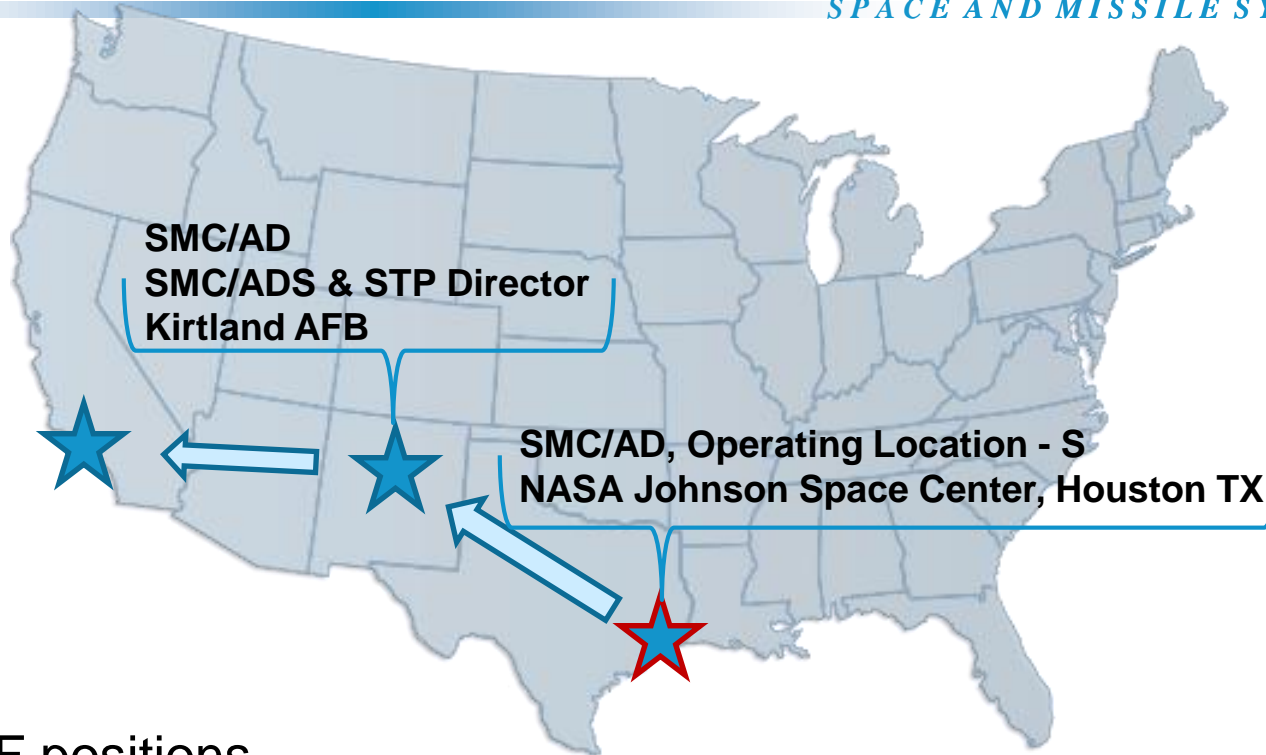 SPACE AND MISSILE
SMC/AD
SMC/ADS & STP Director
Kirtland AFB
SMC/AD, Operating Location - S
NASA Johnson Space Center, Houston TX
positions